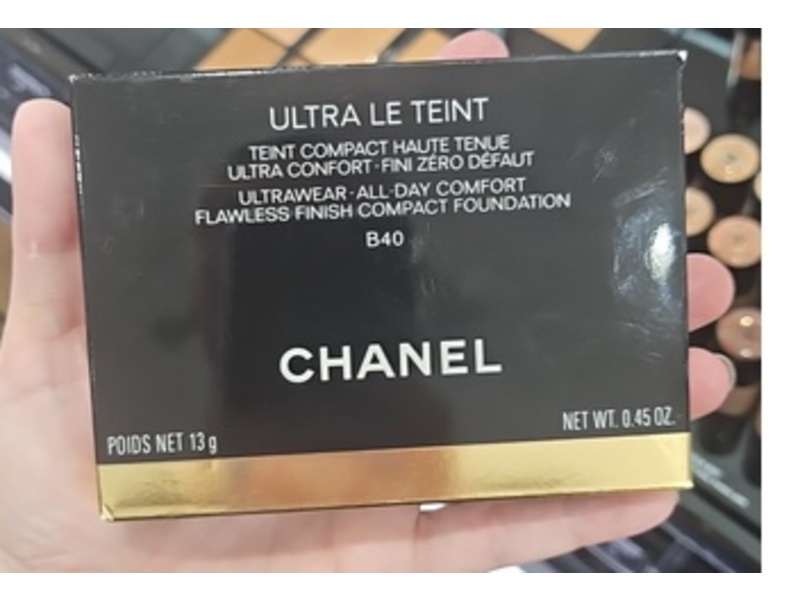 ULTRA LE TEINT
TEINT COMPACT HAUTE TENUE
ULTRA CONFORT - FINI ZÉRO DÉFAUT
ULTRAWEAR - ALL-DAY COMFORT
FLAWLESS FINISH COMPACT FOUNDATION
B40
CHANEL
POIDS NET 13 g
NET WT. 0.45 OZ.